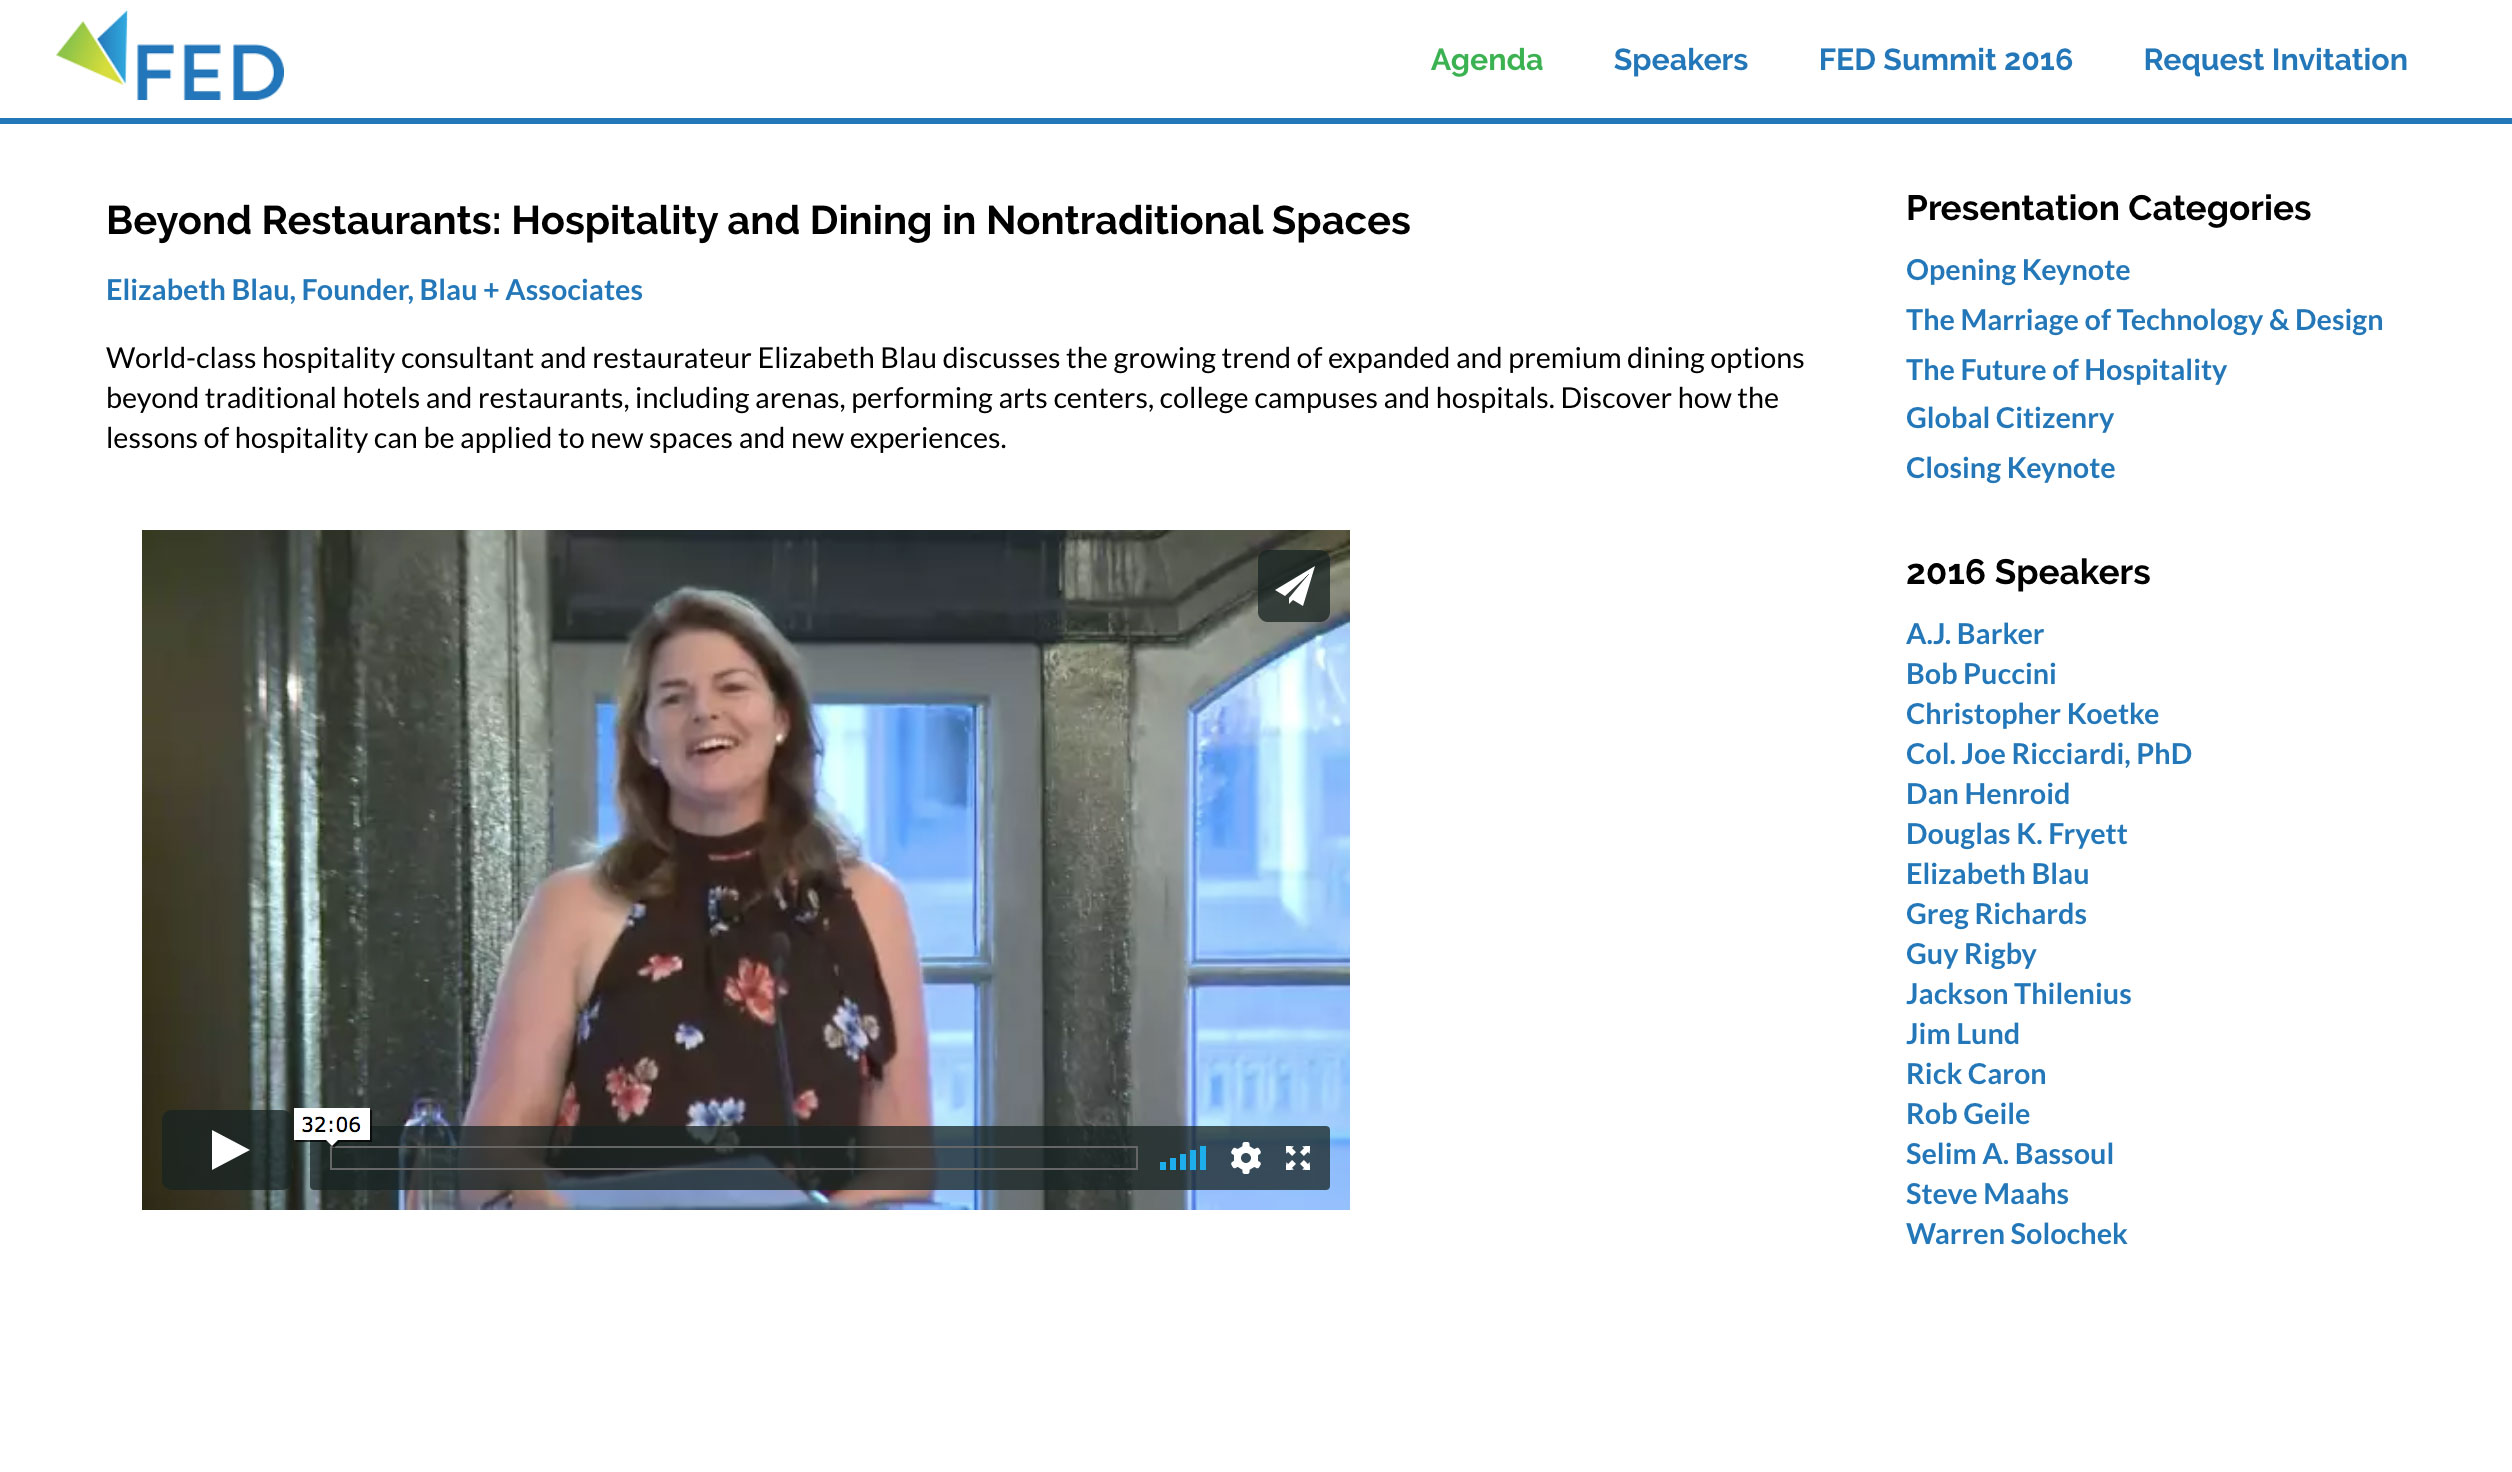 FED
Agenda
Speakers
FED Summit 2016
Request Invitation
Beyond Restaurants: Hospitality and Dining in Nontraditional Spaces
Elizabeth Blau, Founder, Blau + Associates
World-class hospitality consultant and restaurateur Elizabeth Blau discusses the growing trend of expanded and premium dining options
beyond traditional hotels and restaurants, including arenas, performing arts centers, college campuses and hospitals. Discover how the
lessons of hospitality can be applied to new spaces and new experiences.
32:06
Presentation Categories
Opening Keynote
The Marriage of Technology & Design
The Future of Hospitality
Global Citizenry
Closing Keynote
2016 Speakers
A.J. Barker
Bob Puccini
Christopher Koetke
Col. Joe Ricciardi, PhD
Dan Henroid
Douglas K. Fryett
Elizabeth Blau
Greg Richards
Guy Rigby
Jackson Thilenius
Jim Lund
Rick Caron
Rob Geile
Selim A. Bassoul
Steve Maahs
Warren Solochek